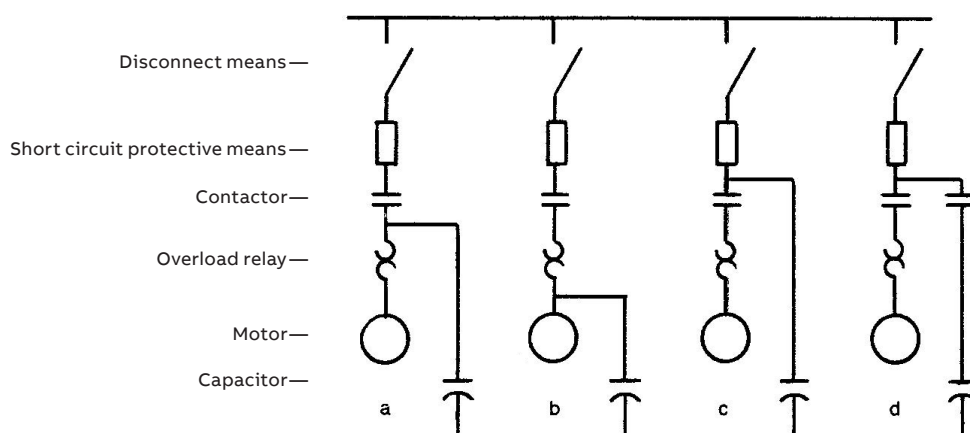 Disconnect means
Short circuit protective means
Contactor
Overload relay
Motor
Capacitor
a b c d